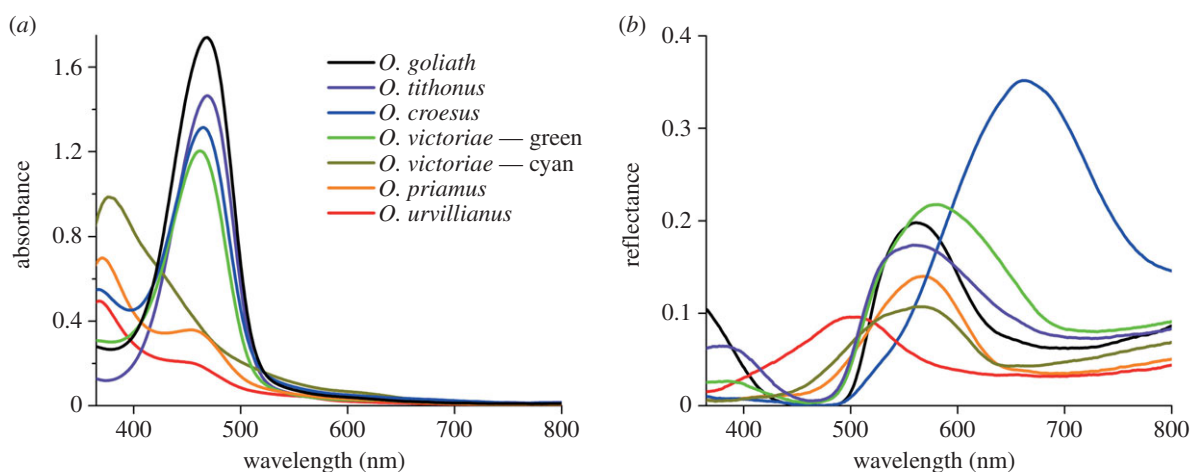 (a)
1.6
1.2
0.8
0.4
0
absorbance
400 500 600 700 800
wavelength (nm)
O. goliath
O. tithonus
O. croesus
O. victoriae — green
O. victoriae — cyan
O. priamus
O. urvillianus
(b)
0.4
0.3
0.2
0.1
0
reflectance
400 500 600 700 800
wavelength (nm)